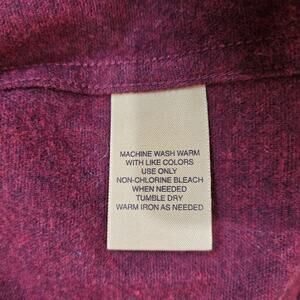 MACHINE WASH WARM
WITH LIKE COLORS
USE ONLY
NON-CHLORINE BLEACH
WHEN NEEDED
TUMBLE DRY
WARM IRON AS NEEDED